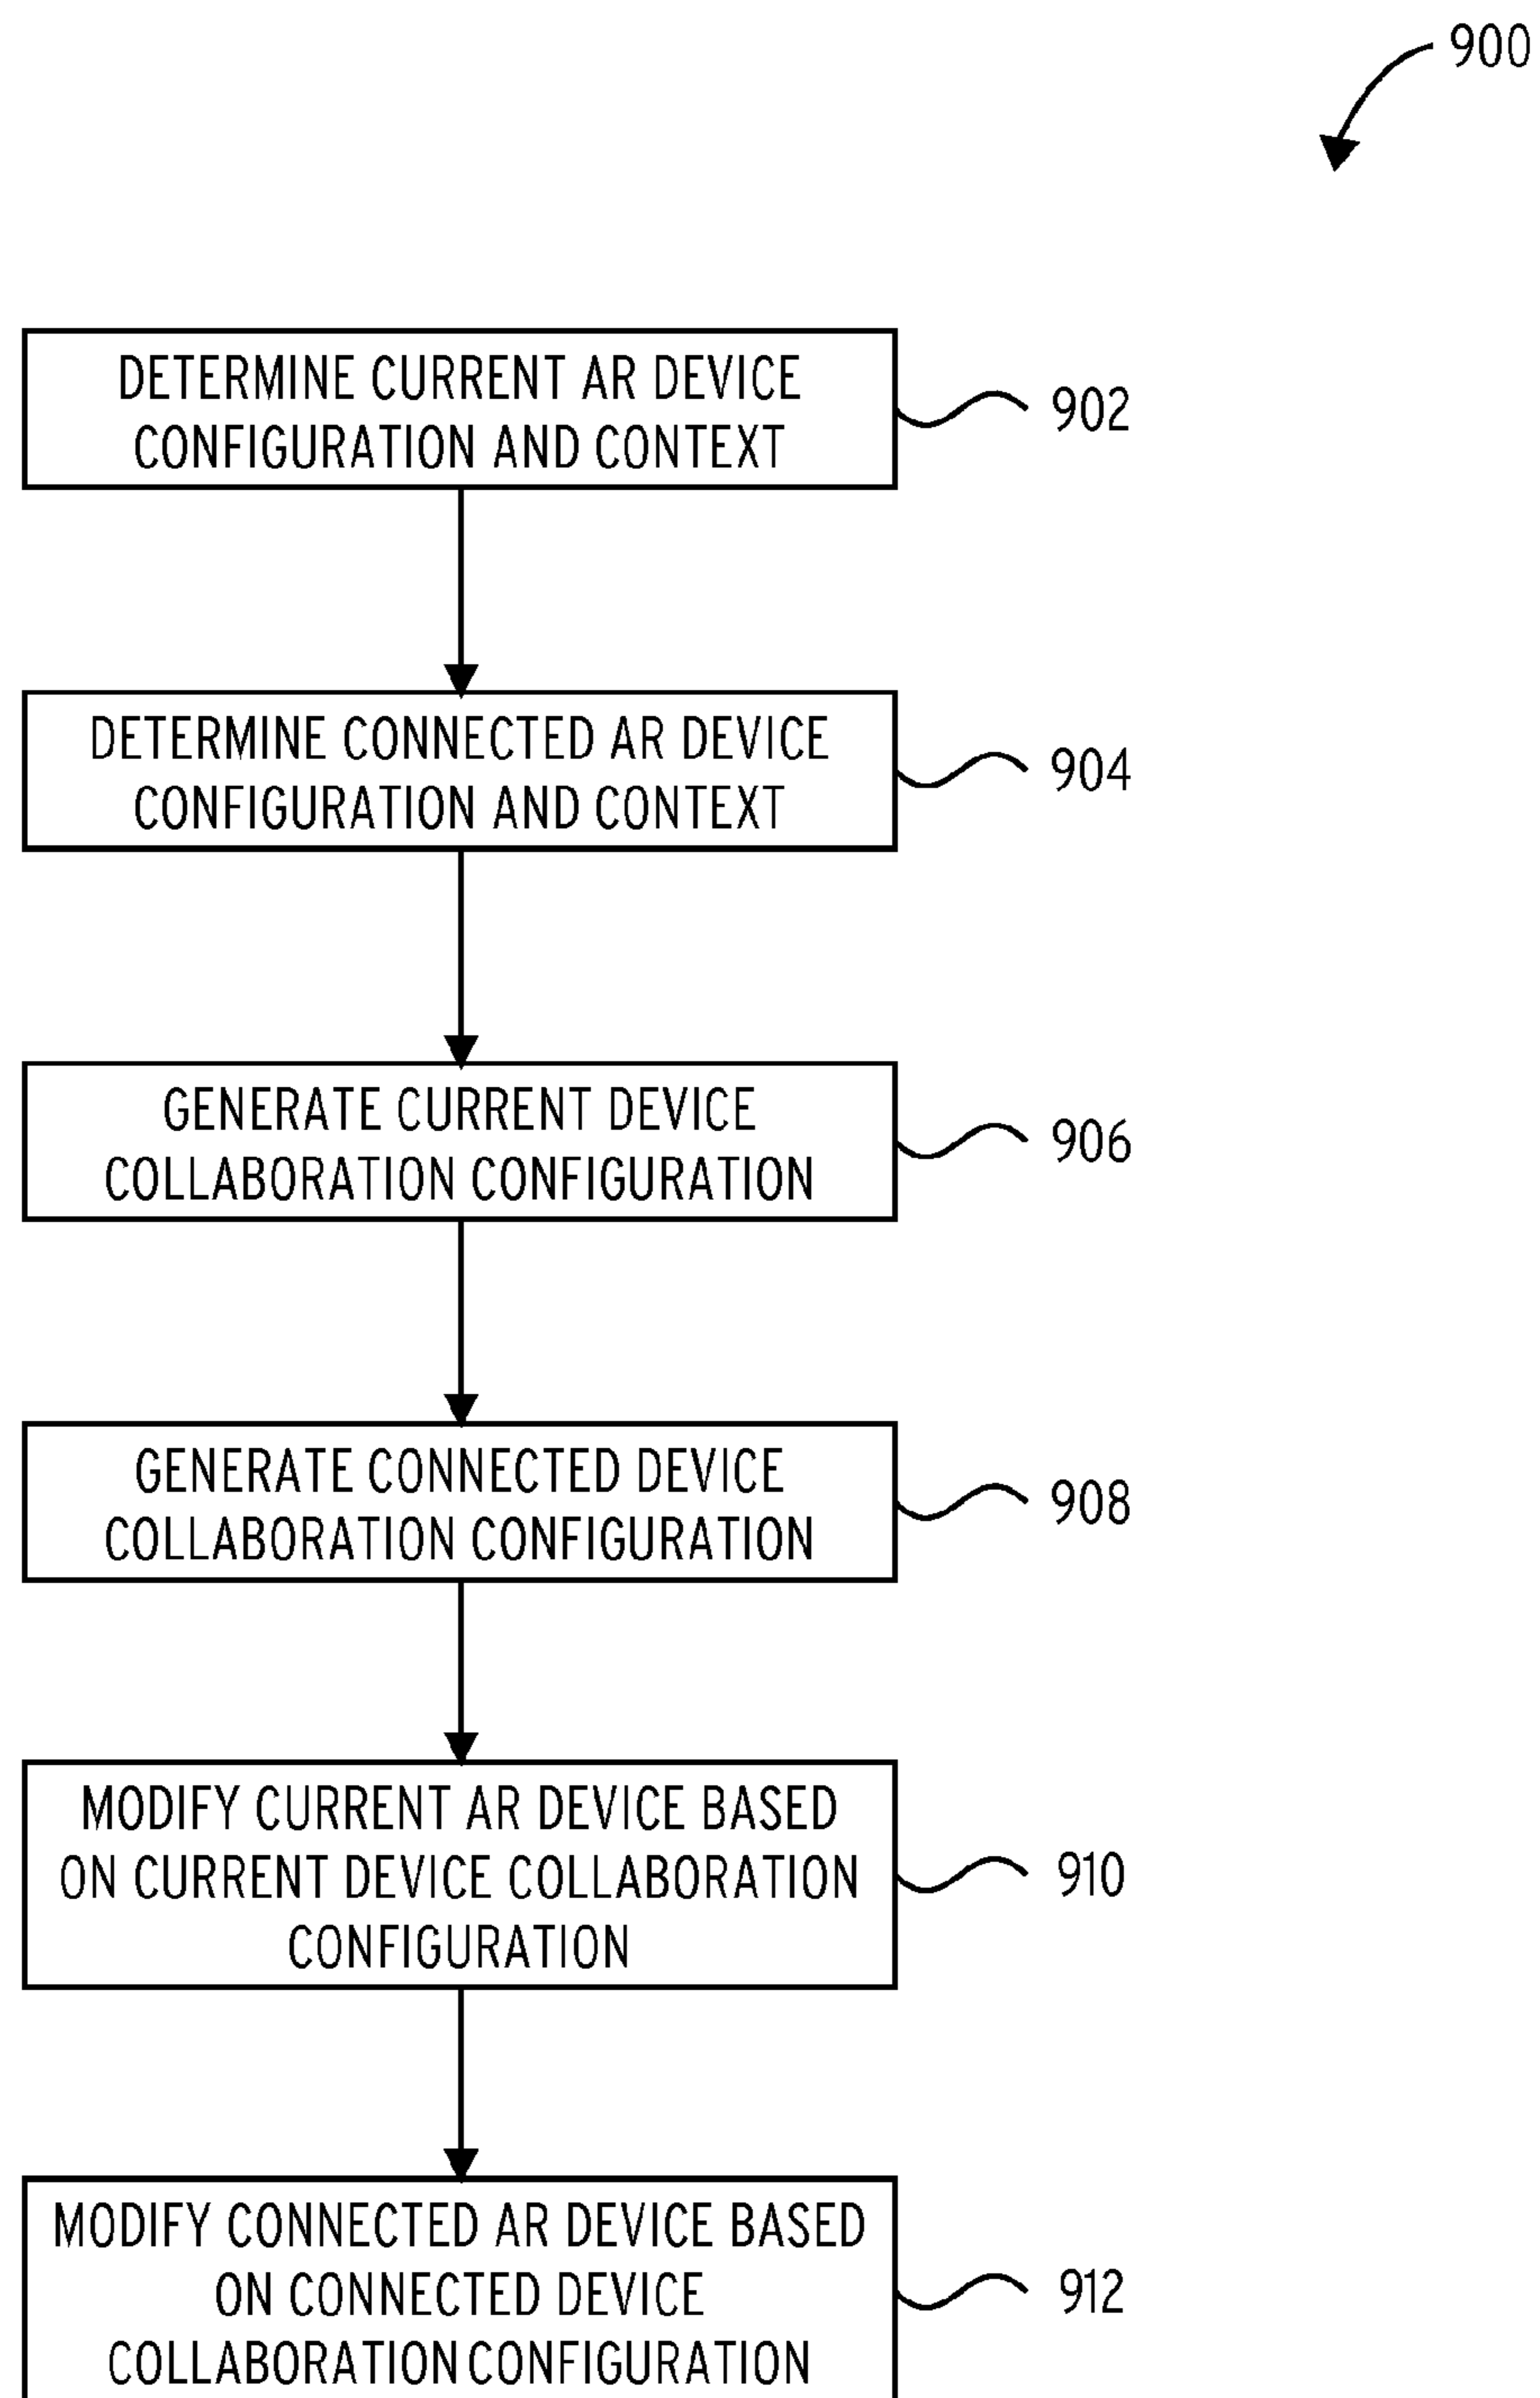 900
DETERMINE CURRENT AR DEVICE
CONFIGURATION AND CONTEXT
902
DETERMINE CONNECTED AR DEVICE
CONFIGURATION AND CONTEXT
904
GENERATE CURRENT DEVICE
COLLABORATION CONFIGURATION
906
GENERATE CONNECTED DEVICE
COLLABORATION CONFIGURATION
908
MODIFY CURRENT AR DEVICE BASED
ON CURRENT DEVICE COLLABORATION
CONFIGURATION
910
MODIFY CONNECTED AR DEVICE BASED
ON CONNECTED DEVICE
COLLABORATION CONFIGURATION
912